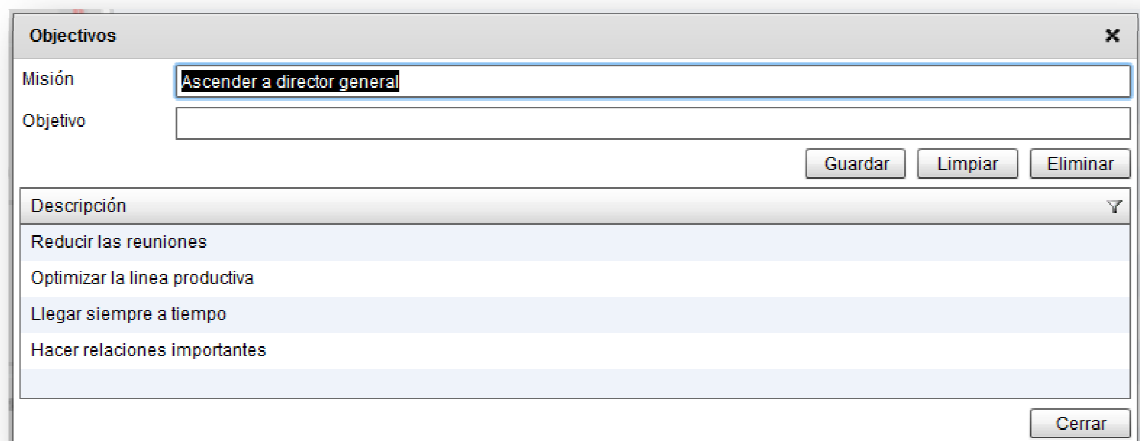 Objectivos
Misión Ascender a director general
Objetivo
Guardar Limpiar Eliminar
Descripción
Reducir las reuniones
Optimizar la linea productiva
Llegar siempre a tiempo
Hacer relaciones importantes
Cerrar